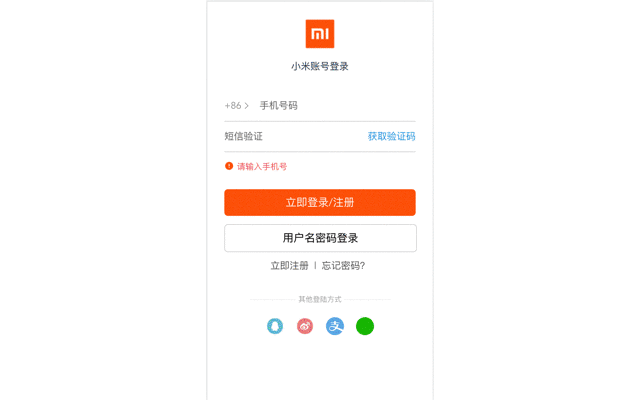 mi
小米账号登录
+86 > 手机号码
短信验证 获取验证码
! 请输入手机号
立即登录/注册
用户名密码登录
立即注册 | 忘记密码?
其他登陆方式
支